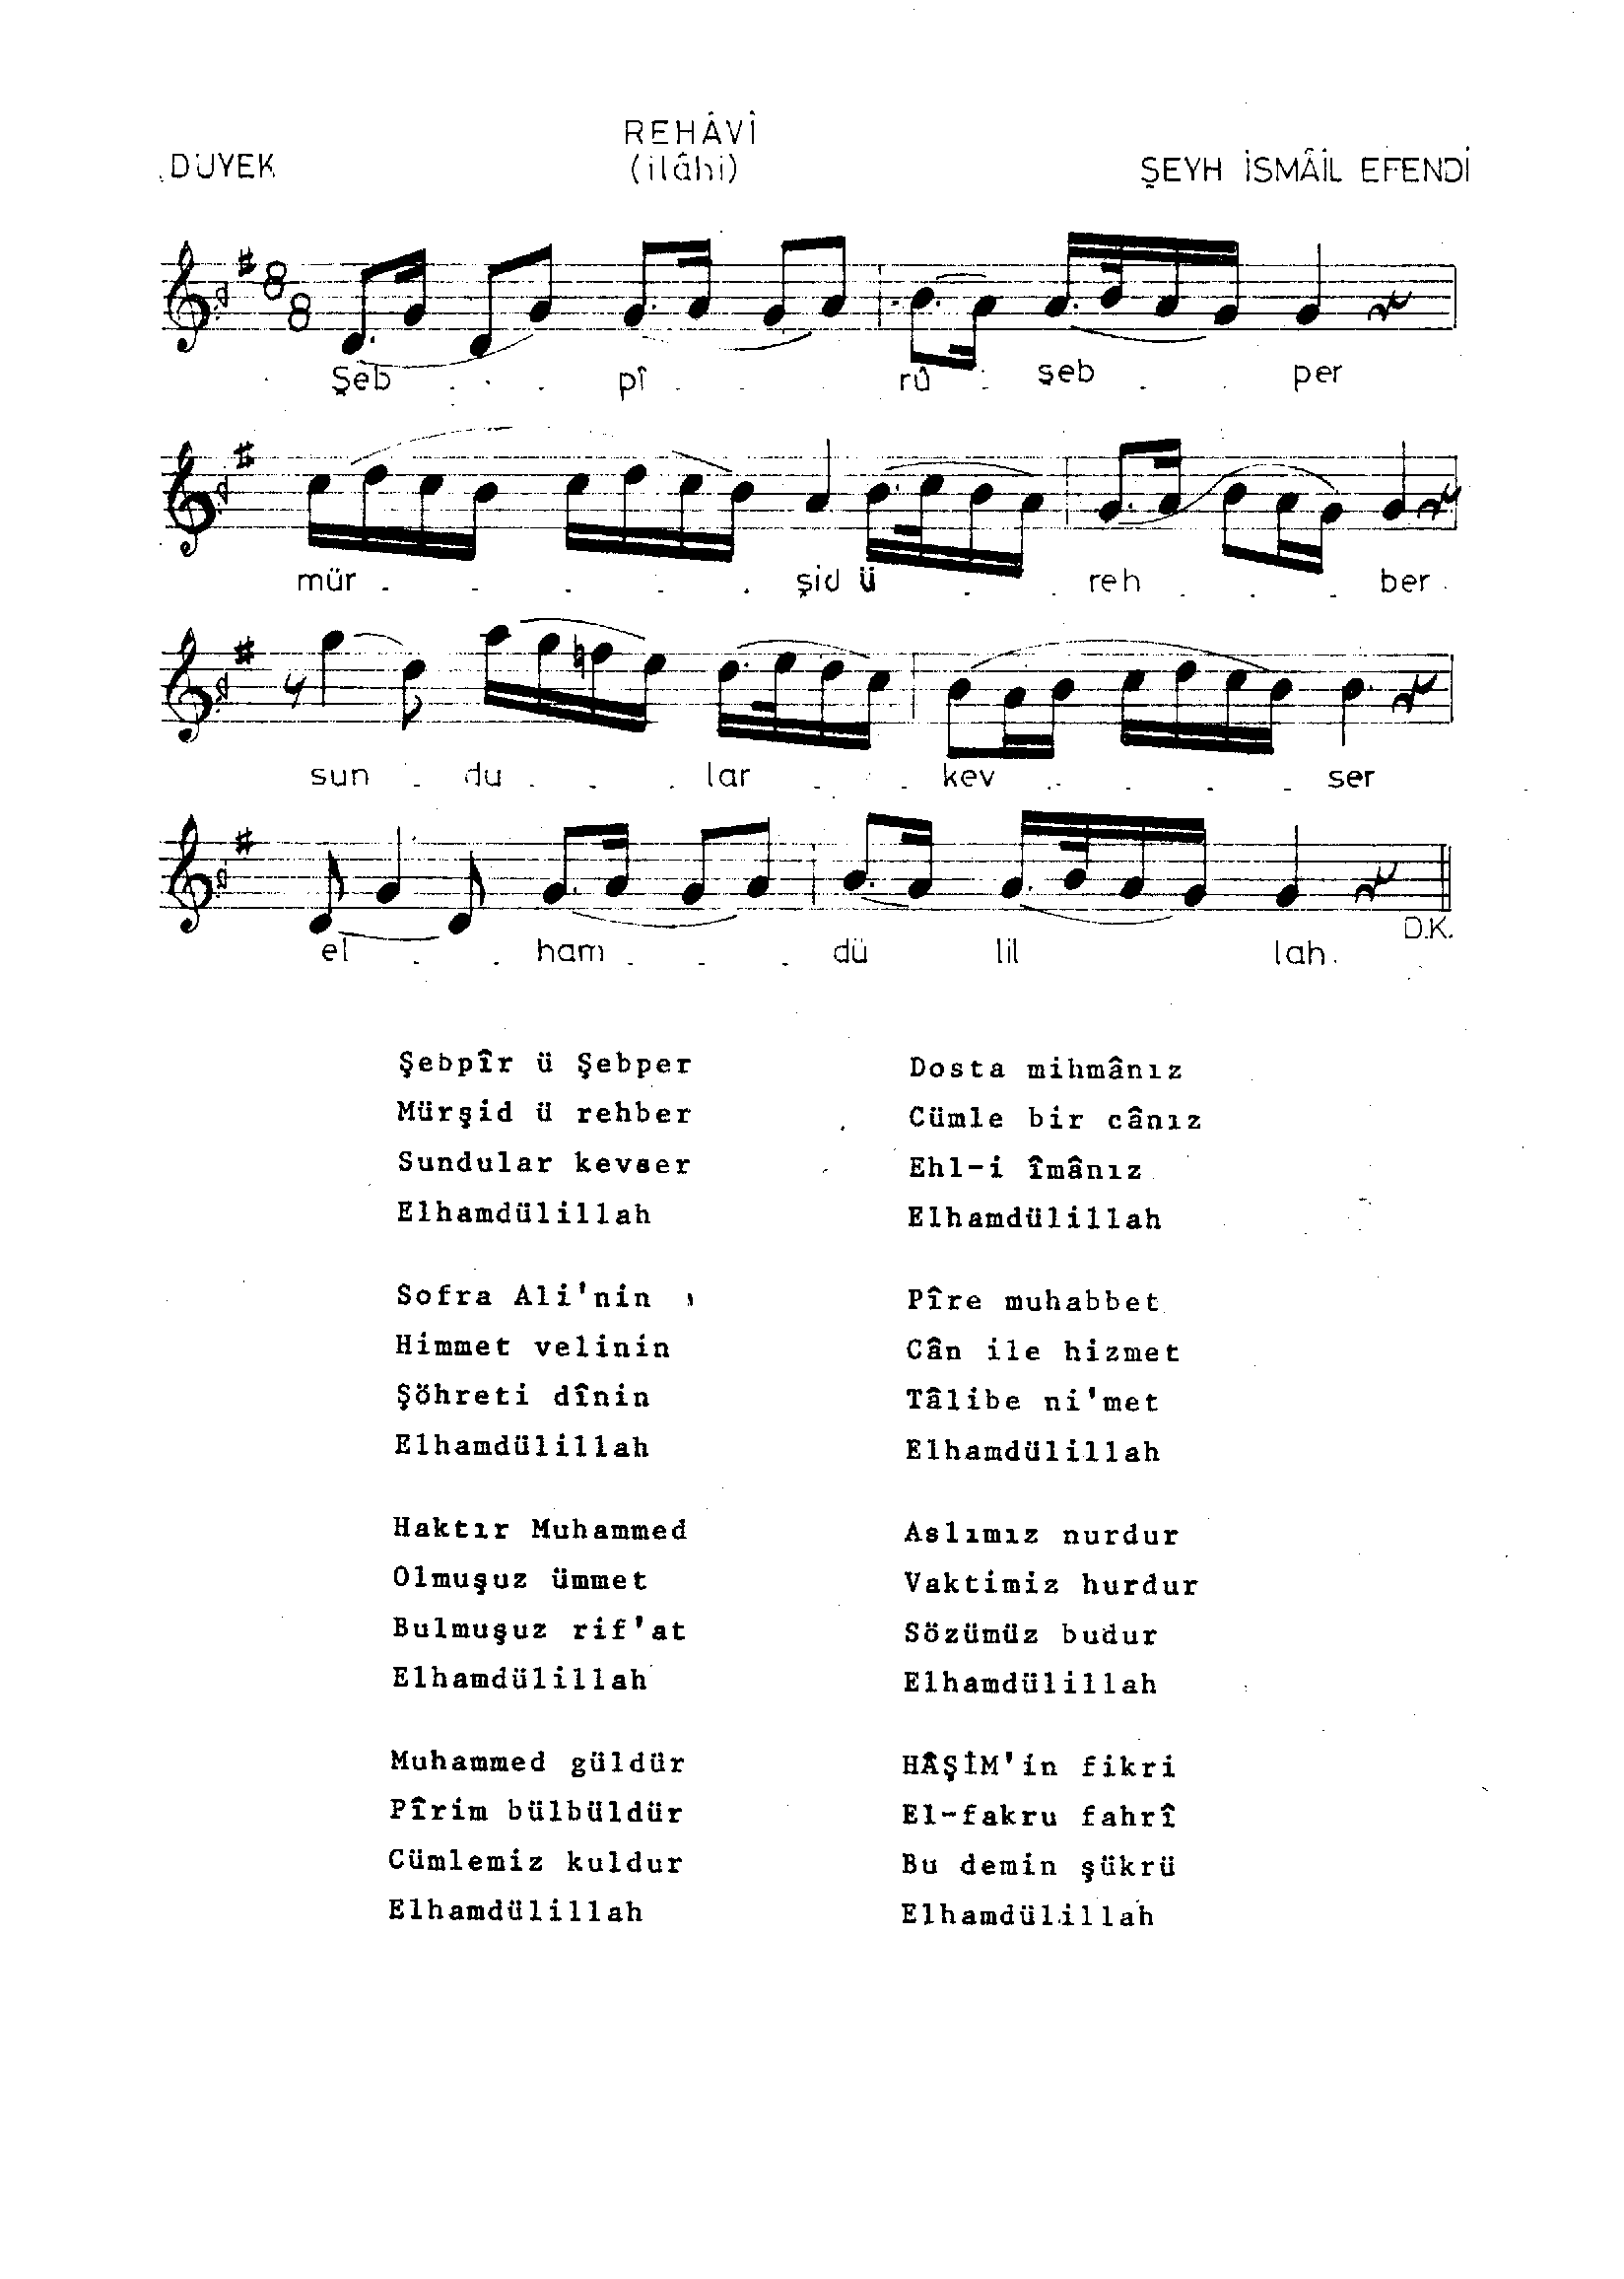 REHÂVİ
DÜYEK (ilâhi) ŞEYH İSMÂİL EFENDİ
8
8
Şeb . . . pî . . . rû . şeb . . per
mür . . . . . şid ü . . reh . . . ber .
sun . du . . . lar . . kev . . . . . ser
el . . ham . . . dü lil lah.
D.K.
Şebpîr ü Şebper
Mürşid ü rehber
Sundular kevser
Elhamdülillah
Sofra Ali'nin
Himmet velinin
Şöhreti dînin
Elhamdülillah
Haktır Muhammed
Olmuşuz ümmet
Bulmuşuz rif'at
Elhamdülillah
Muhammed güldür
Pîrim bülbüldür
Cümlemiz kuldur
Elhamdülillah
Dosta mihmânız
Cümle bir cânız
Ehl-i îmânız
Elhamdülillah
Pîre muhabbet
Cân ile hizmet
Tâlibe ni'met
Elhamdülillah
Aslımız nurdur
Vaktimiz hurdur
Sözümüz budur
Elhamdülillah
HÂŞİM'in fikri
El-fakru fahrî
Bu demin şükrü
Elhamdülillah